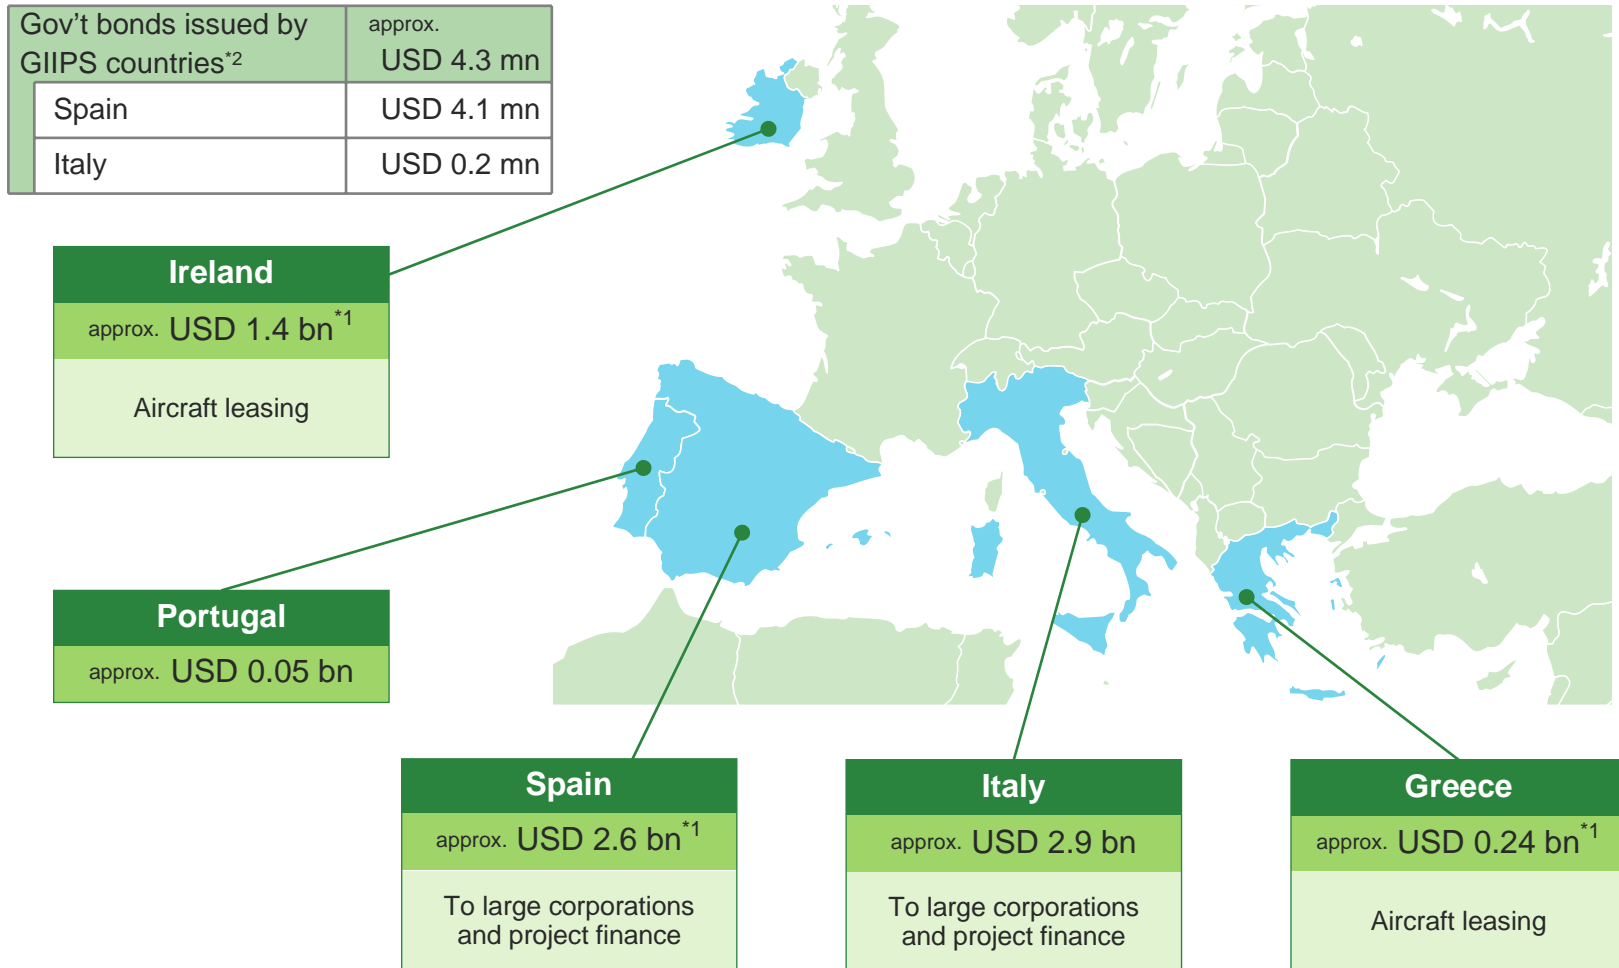 Gov't bonds issued by
GIIPS countries*2
approx.
USD 4.3 mn
Spain
USD 4.1 mn
Italy
USD 0.2 mn
Ireland
approx. USD 1.4 bn*1
Aircraft leasing
Portugal
approx. USD 0.05 bn
Spain
approx. USD 2.6 bn*1
To large corporations
and project finance
Italy
approx. USD 2.9 bn
To large corporations
and project finance
Greece
approx. USD 0.24 bn*1
Aircraft leasing